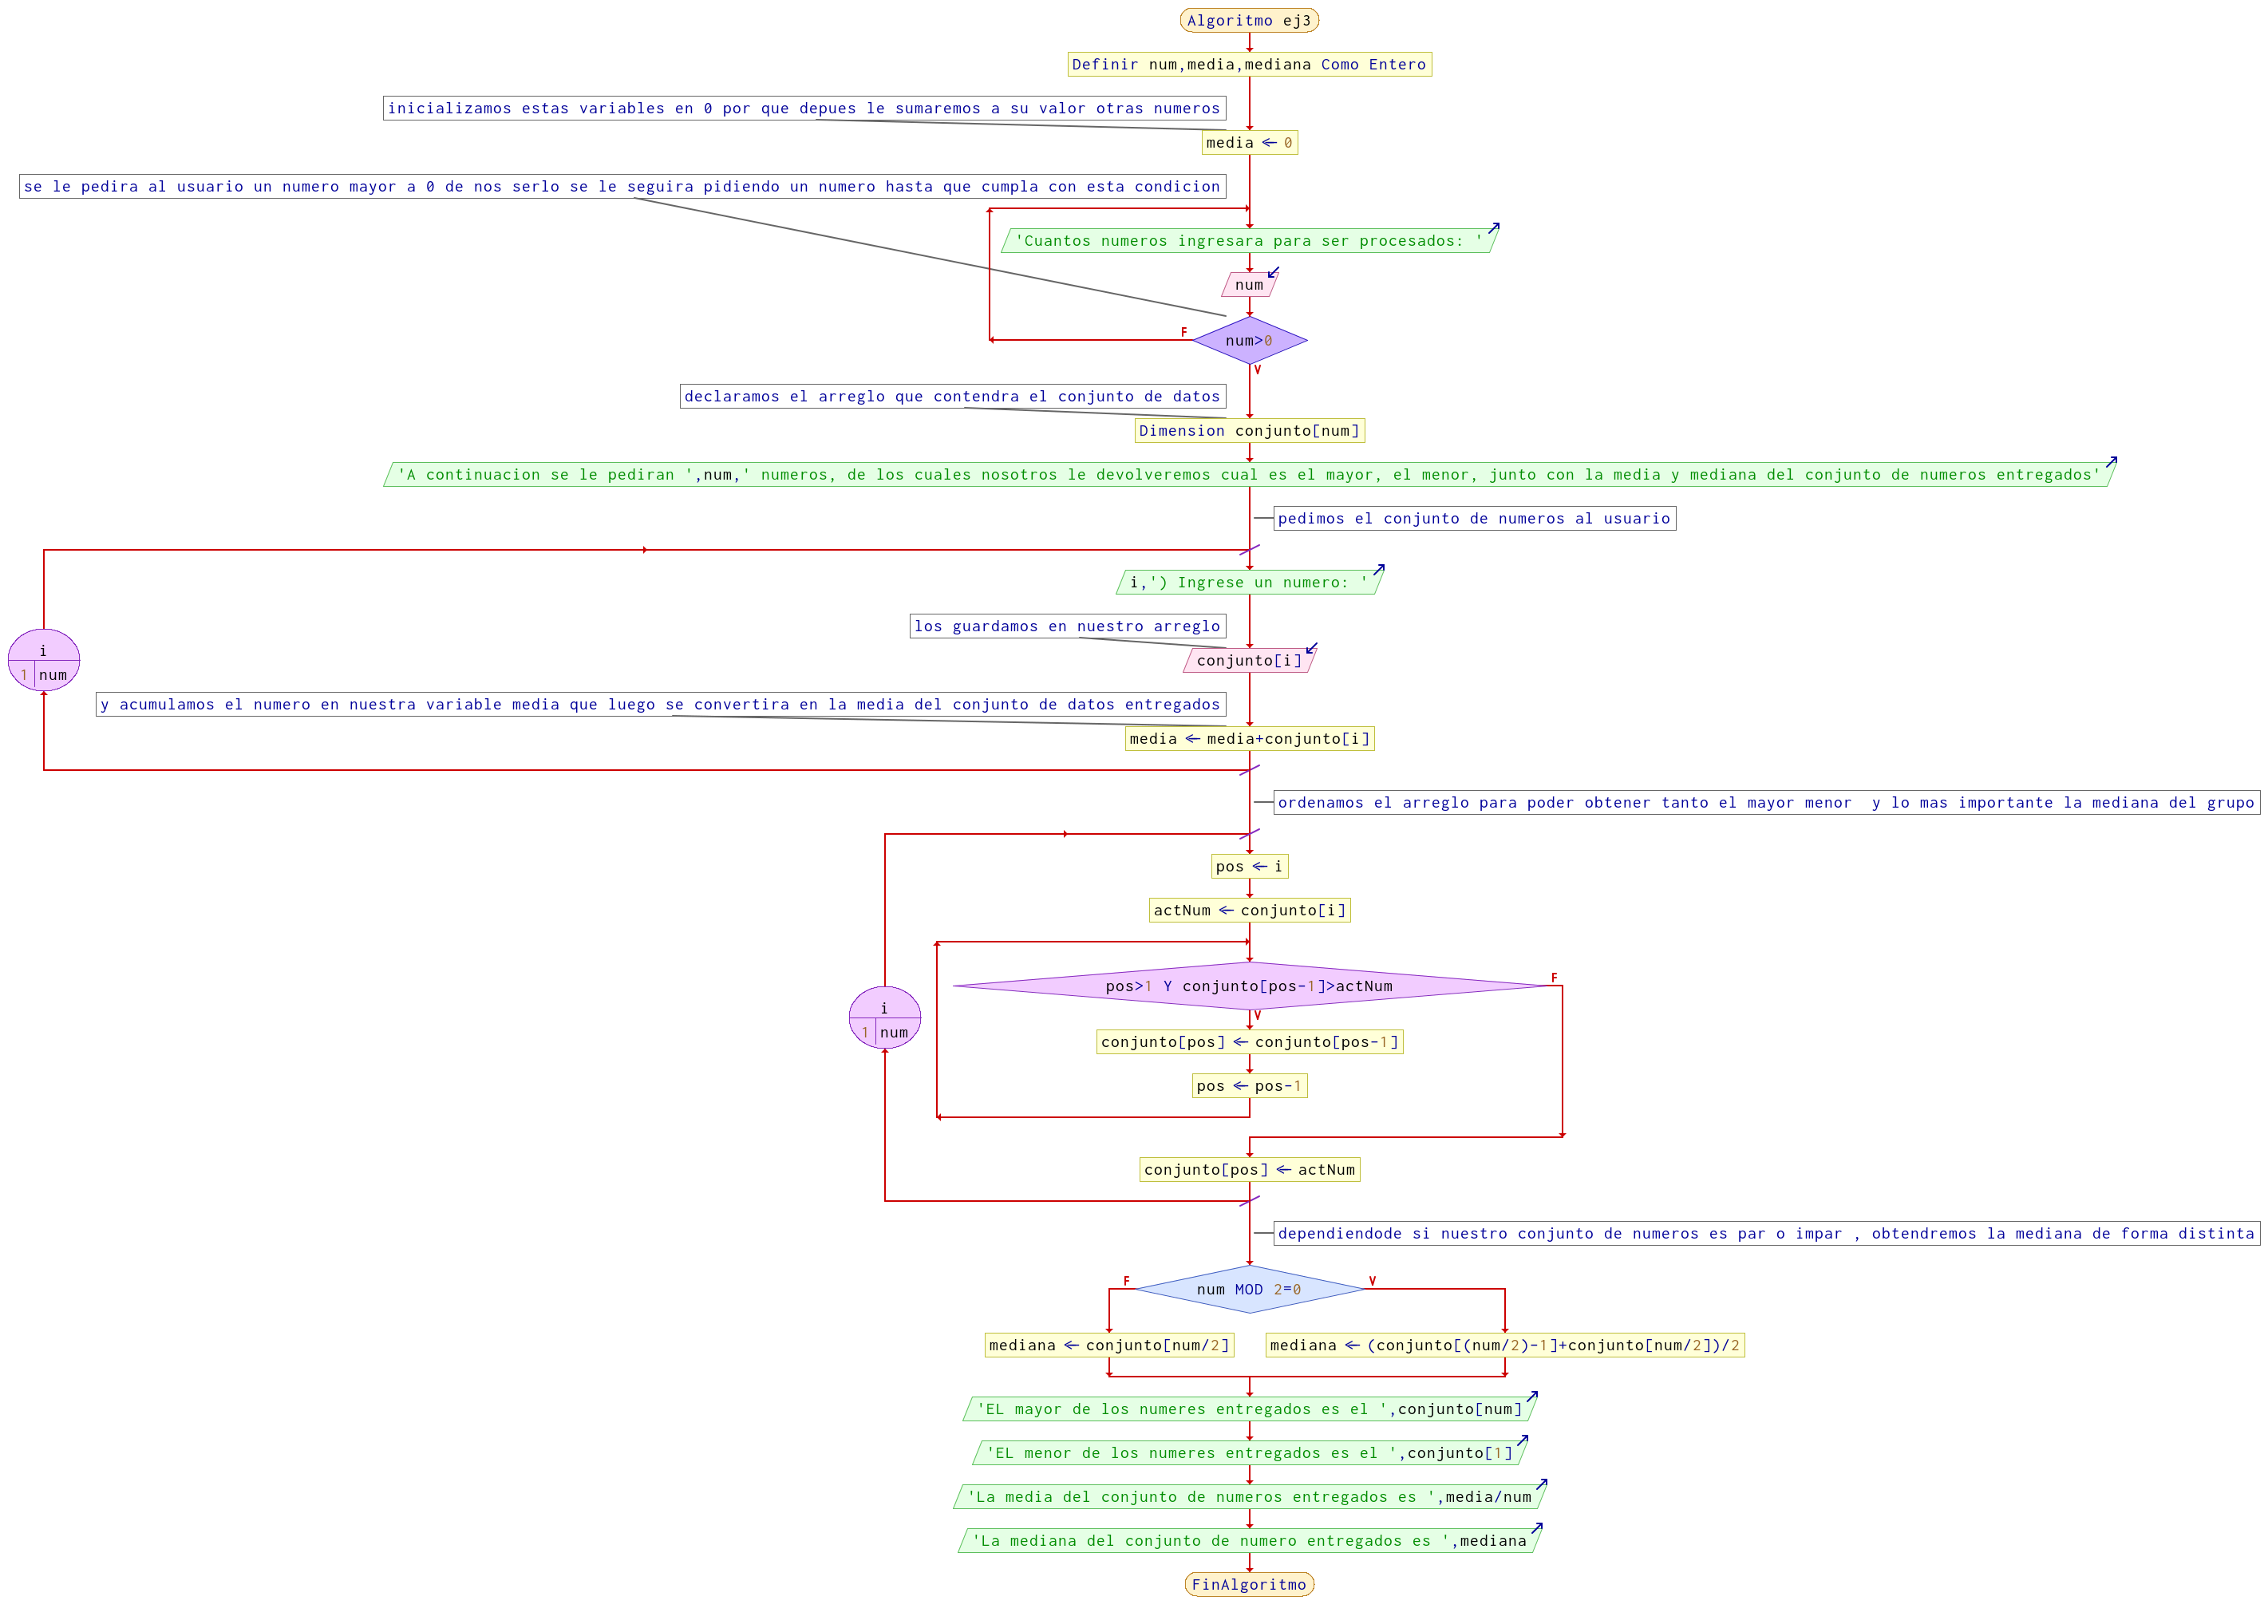 Algoritmo ej3
Definir num,media,mediana Como Entero
inicializamos estas variables en 0 por que depues le sumaremos a su valor otras numeros
media ← 0
se le pedira al usuario un numero mayor a 0 de nos serlo se le seguira pidiendo un numero hasta que cumpla con esta condicion
'Cuantos numeros ingresara para ser procesados: '
num
num>0
F
V
declaramos el arreglo que contendra el conjunto de datos
Dimension conjunto[num]
'A continuacion se le pediran ',num,' numeros, de los cuales nosotros le devolveremos cual es el mayor, el menor, junto con la media y mediana del conjunto de numeros entregados'
pedimos el conjunto de numeros al usuario
i,') Ingrese un numero: '
los guardamos en nuestro arreglo
i
1 num
conjunto[i]
y acumulamos el numero en nuestra variable media que luego se convertira en la media del conjunto de datos entregados
media ← media+conjunto[i]
ordenamos el arreglo para poder obtener tanto el mayor menor  y lo mas importante la mediana del grupo
pos ← i
actNum ← conjunto[i]
i
1 num
pos>1 Y conjunto[pos-1]>actNum
F
V
conjunto[pos] ← conjunto[pos-1]
pos ← pos-1
conjunto[pos] ← actNum
dependiendode si nuestro conjunto de numeros es par o impar , obtendremos la mediana de forma distinta
F
num MOD 2=0
V
mediana ← conjunto[num/2]
mediana ← (conjunto[(num/2)-1]+conjunto[num/2])/2
'EL mayor de los numeres entregados es el ',conjunto[num]
'EL menor de los numeres entregados es el ',conjunto[1]
'La media del conjunto de numeros entregados es ',media/num
'La mediana del conjunto de numero entregados es ',mediana
FinAlgoritmo